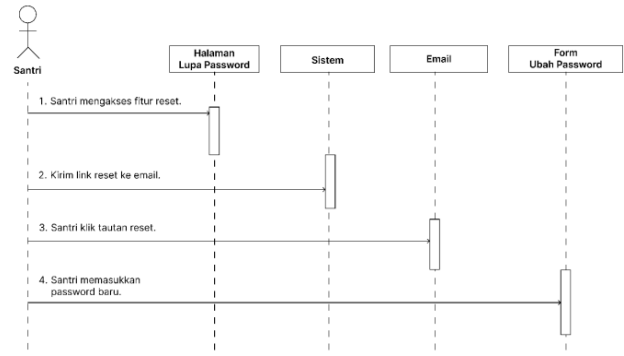 Santri
Halaman
Lupa Password
Sistem
Email
Form
Ubah Password
1. Santri mengakses fitur reset.
2. Kirim link reset ke email.
3. Santri klik tautan reset.
4. Santri memasukkan
password baru.